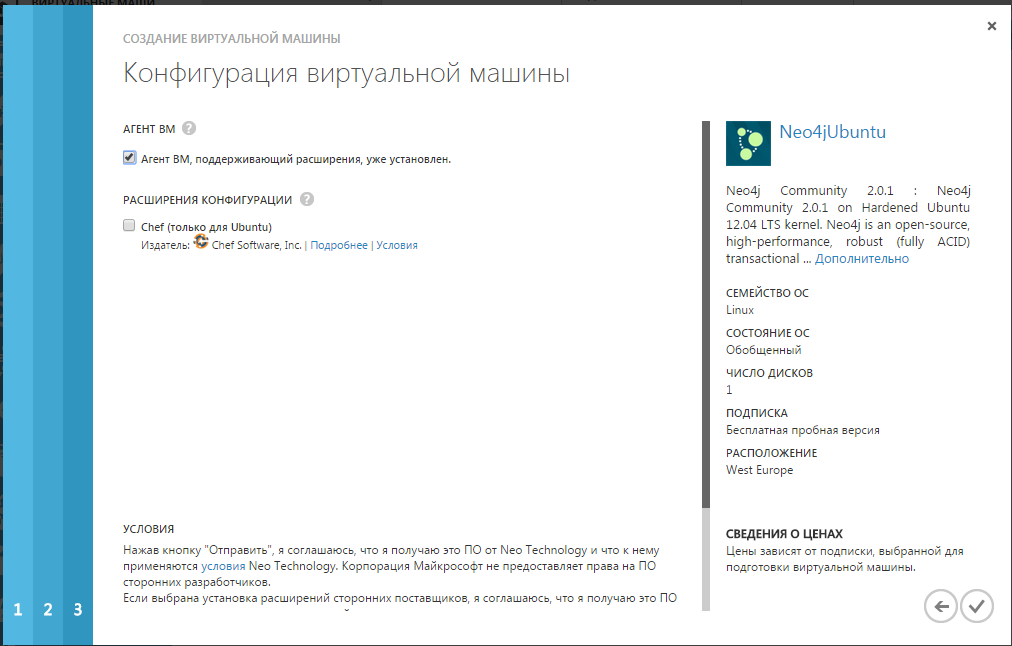 ВИРТУАЛЬНЫЕ МАШИ
СОЗДАНИЕ ВИРТУАЛЬНОЙ МАШИНЫ
Конфигурация виртуальной машины
АГЕНТ ВМ ?
Агент ВМ, поддерживающий расширения, уже установлен.
РАСШИРЕНИЯ КОНФИГУРАЦИИ ?
Chef (только для Ubuntu)
Издатель: Chef Software, Inc. | Подробнее | Условия
УСЛОВИЯ
Нажав кнопку "Отправить", я соглашаюсь, что я получаю это ПО от Neo Technology и что к нему
применяются условия Neo Technology. Корпорация Майкрософт не предоставляет права на ПО
сторонних разработчиков.
Если выбрана установка расширений сторонних поставщиков, я соглашаюсь, что я получаю это ПО
Neo4jUbuntu
Neo4j Community 2.0.1 : Neo4j
Community 2.0.1 on Hardened Ubuntu
12.04 LTS kernel. Neo4j is an open-source,
high-performance, robust (fully ACID)
transactional ... Дополнительно
СЕМЕЙСТВО ОС
Linux
СОСТОЯНИЕ ОС
Обобщенный
ЧИСЛО ДИСКОВ
1
ПОДПИСКА
Бесплатная пробная версия
РАСПОЛОЖЕНИЕ
West Europe
СВЕДЕНИЯ О ЦЕНАХ
Цены зависят от подписки, выбранной для
подготовки виртуальной машины.
1 2 3